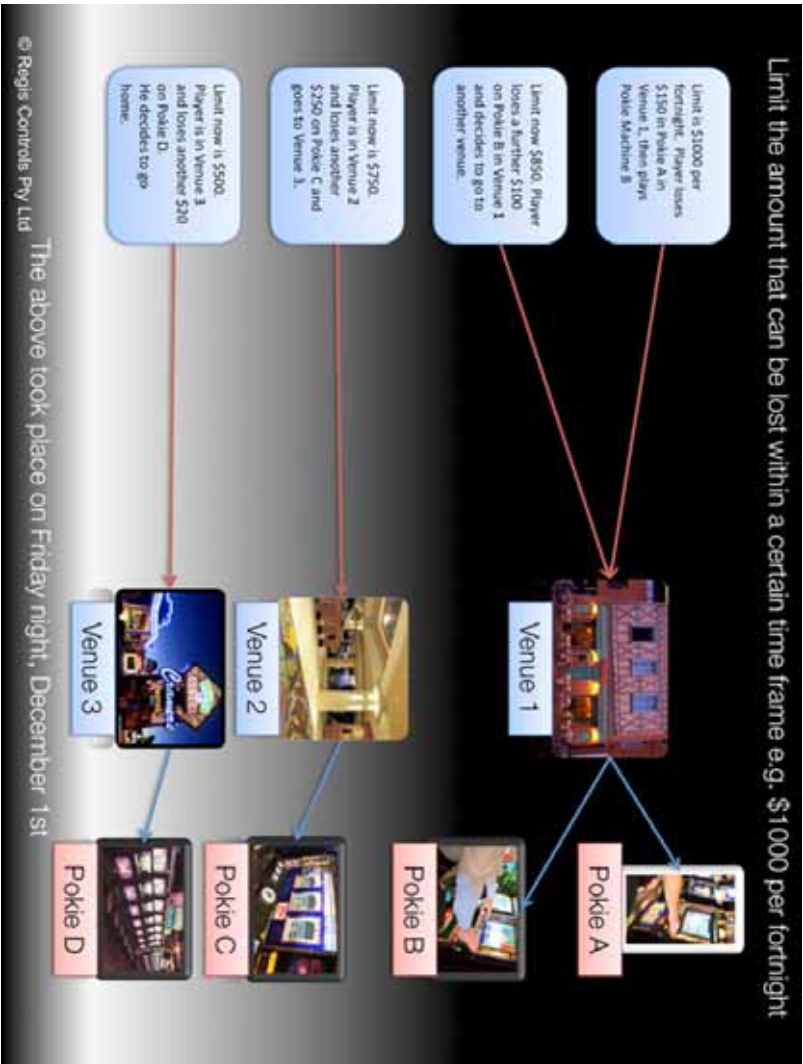 Limit the amount that can be lost within a certain time frame e.g. $1000 per fortnight
Limit is $1000 per
fortnight. Player loses
$150 in Pokie A in
Venue 1, then plays
Pokie Machine B
Limit now $850. Player
loses a further $100
on Pokie B in Venue 1
and decides to go to
another venue.
Limit now is $750.
Player is in Venue 2
and loses another
$250 on Pokie C and
goes to Venue 3.
Limit now is $500.
Player is in Venue 3
and loses another $20
on Pokie D.
He decides to go
home.
Venue 1
Venue 2
Venue 3
Pokie A
Pokie B
Pokie C
Pokie D
The above took place on Friday night, December 1st
© Regis Controls Pty Ltd